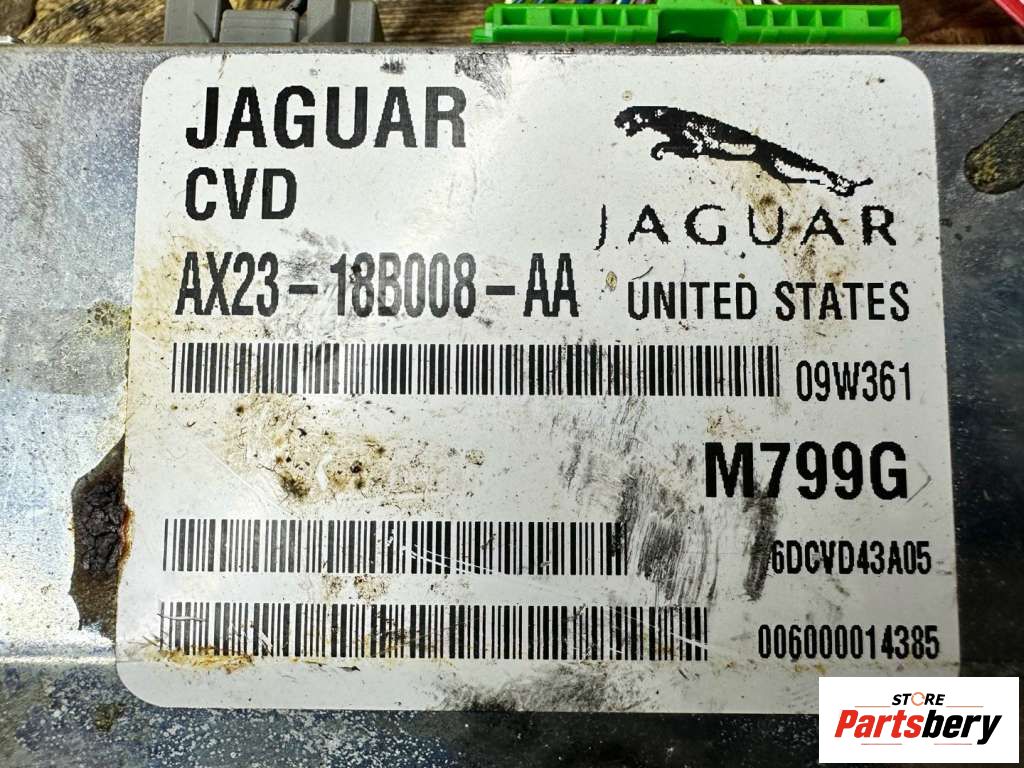 JAGUAR
CVD
JAGUAR
AX23-18B008-AA
UNITED STATES
09W361
M799G
6DCVD43A05
006000014385
STORE
Partsbery